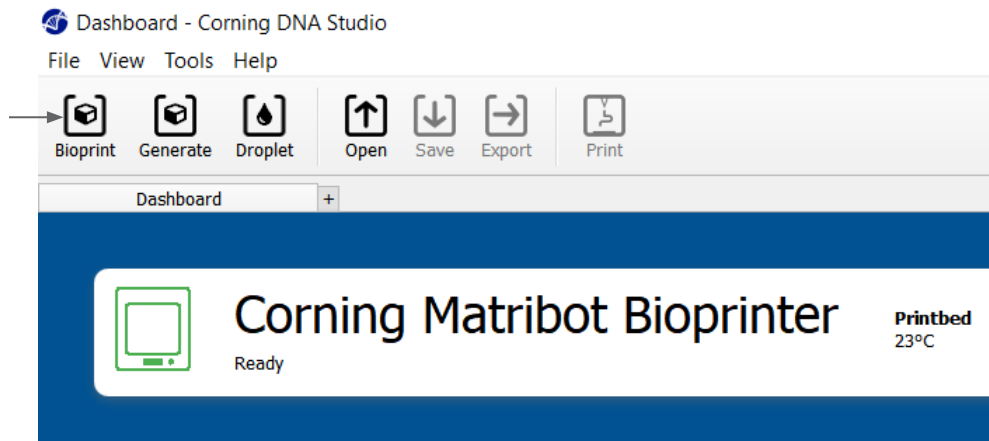 Dashboard - Corning DNA Studio
File View Tools Help
Bioprint Generate Droplet Open Save Export Print
Dashboard +
Corning Matribot Bioprinter
Ready
Printbed
23ºC